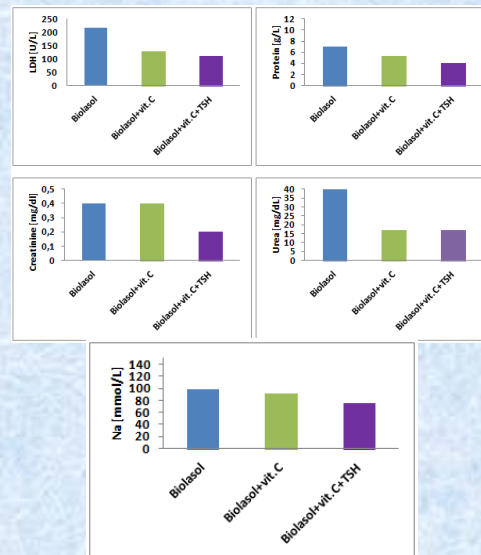 LDH [U/L]
250
200
150
100
50
0
Biolasol
Biolasol+vit.C
Biolasol+vit.C+TSH
Protein [g/L]
12
10
8
6
4
2
0
Biolasol
Biolasol+vit.C
Biolasol+vit.C+TSH
Creatinine [mg/dl]
0,5
0,4
0,3
0,2
0,1
0
Biolasol
Biolasol+vit.C
Biolasol+vit.C+TSH
Urea [mg/dL]
40
35
30
25
20
15
10
5
0
Biolasol
Biolasol+vit.C
Biolasol+vit.C+TSH
Na [mmol/L]
140
120
100
80
60
40
20
0
Biolasol
Biolasol+vit.C
Biolasol+vit.C+TSH